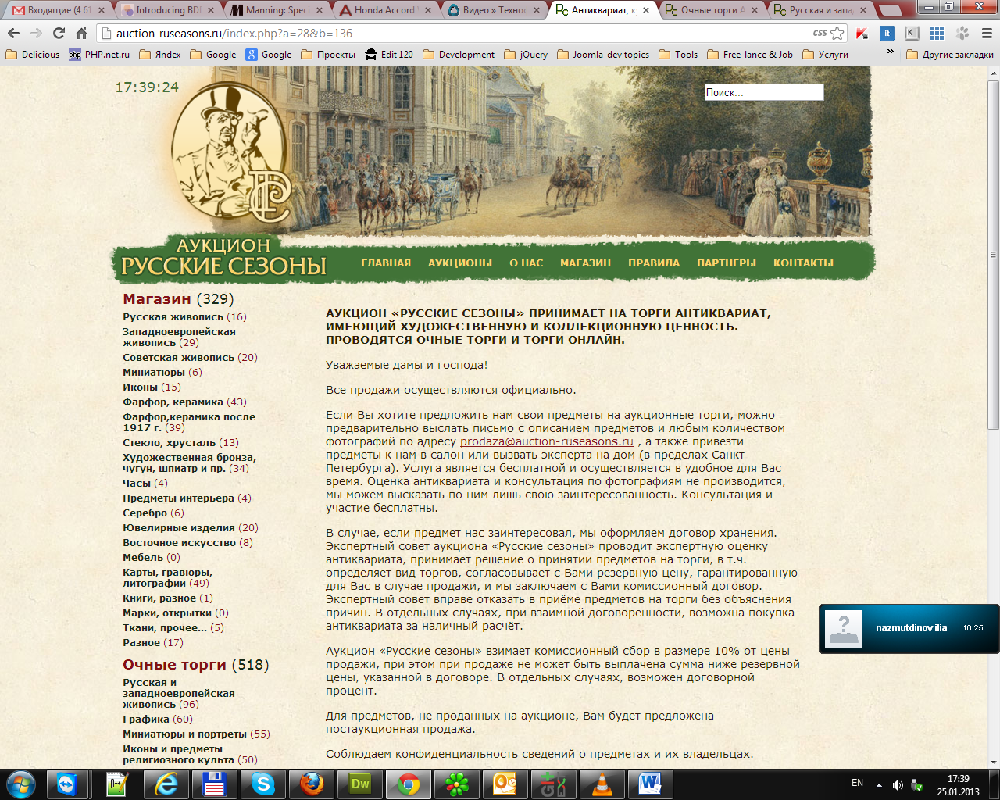 Входящие (4 61
Introducing BDD
Manning: Speci
Honda Accord
Видео » Техноф
Антиквариат, к
Очные торги А
Русская и запад
auction-ruseasons.ru/index.php?a=28&b=136
css
Delicious
PHP.net.ru
Яndex
Google
Google
Проекты
Edit 120
Development
jQuery
Joomla-dev topics
Tools
Free-lance & Job
Услуги
»
Другие закладки
17:39:24
Поиск...
АУКЦИОН
РУССКИЕ СЕЗОНЫ
ГЛАВНАЯ АУКЦИОНЫ О НАС МАГАЗИН ПРАВИЛА ПАРТНЕРЫ КОНТАКТЫ
Магазин (329)
Русская живопись (16)
Западноевропейская
живопись (29)
Советская живопись (20)
Миниатюры (6)
Иконы (15)
Фарфор, керамика (43)
Фарфор,керамика после
1917 г. (39)
Стекло, хрусталь (13)
Художественная бронза,
чугун, шпиатр и пр. (34)
Часы (4)
Предметы интерьера (4)
Серебро (6)
Ювелирные изделия (20)
Восточное искусство (8)
Мебель (0)
Карты, гравюры,
литографии (49)
Книги, разное (1)
Марки, открытки (0)
Ткани, прочее... (5)
Разное (17)
Очные торги (518)
Русская и
западноевропейская
живопись (96)
Графика (60)
Миниатюры и портреты (55)
Иконы и предметы
религиозного культа (50)
АУКЦИОН «РУССКИЕ СЕЗОНЫ» ПРИНИМАЕТ НА ТОРГИ АНТИКВАРИАТ,
ИМЕЮЩИЙ ХУДОЖЕСТВЕННУЮ И КОЛЛЕКЦИОННУЮ ЦЕННОСТЬ.
ПРОВОДЯТСЯ ОЧНЫЕ ТОРГИ И ТОРГИ ОНЛАЙН.
Уважаемые дамы и господа!
Все продажи осуществляются официально.
Если Вы хотите предложить нам свои предметы на аукционные торги, можно
предварительно выслать письмо с описанием предметов и любым количеством
фотографий по адресу prodaza@auction-ruseasons.ru , а также привезти
предметы к нам в салон или вызвать эксперта на дом (в пределах Санкт-
Петербурга). Услуга является бесплатной и осуществляется в удобное для Вас
время. Оценка антиквариата и консультация по фотографиям не производится,
мы можем высказать по ним лишь свою заинтересованность. Консультация и
участие бесплатны.
В случае, если предмет нас заинтересовал, мы оформляем договор хранения.
Экспертный совет аукциона «Русские сезоны» проводит экспертную оценку
антиквариата, принимает решение о принятии предметов на торги, в т.ч.
определяет вид торгов, согласовывает с Вами резервную цену, гарантированную
для Вас в случае продажи, и мы заключаем с Вами комиссионный договор.
Экспертный совет вправе отказать в приёме предметов на торги без объяснения
причин. В отдельных случаях, при взаимной договорённости, возможна покупка
антиквариата за наличный расчёт.
Аукцион «Русские сезоны» взимает комиссионный сбор в размере 10% от цены
продажи, при этом при продаже не может быть выплачена сумма ниже резервной
цены, указанной в договоре. В отдельных случаях, возможен договорной
процент.
Для предметов, не проданных на аукционе, Вам будет предложена
постаукционная продажа.
Соблюдаем конфиденциальность сведений о предметах и их владельцах.
nazmutdinov ilia 16:25
EN
17:39
25.01.2013